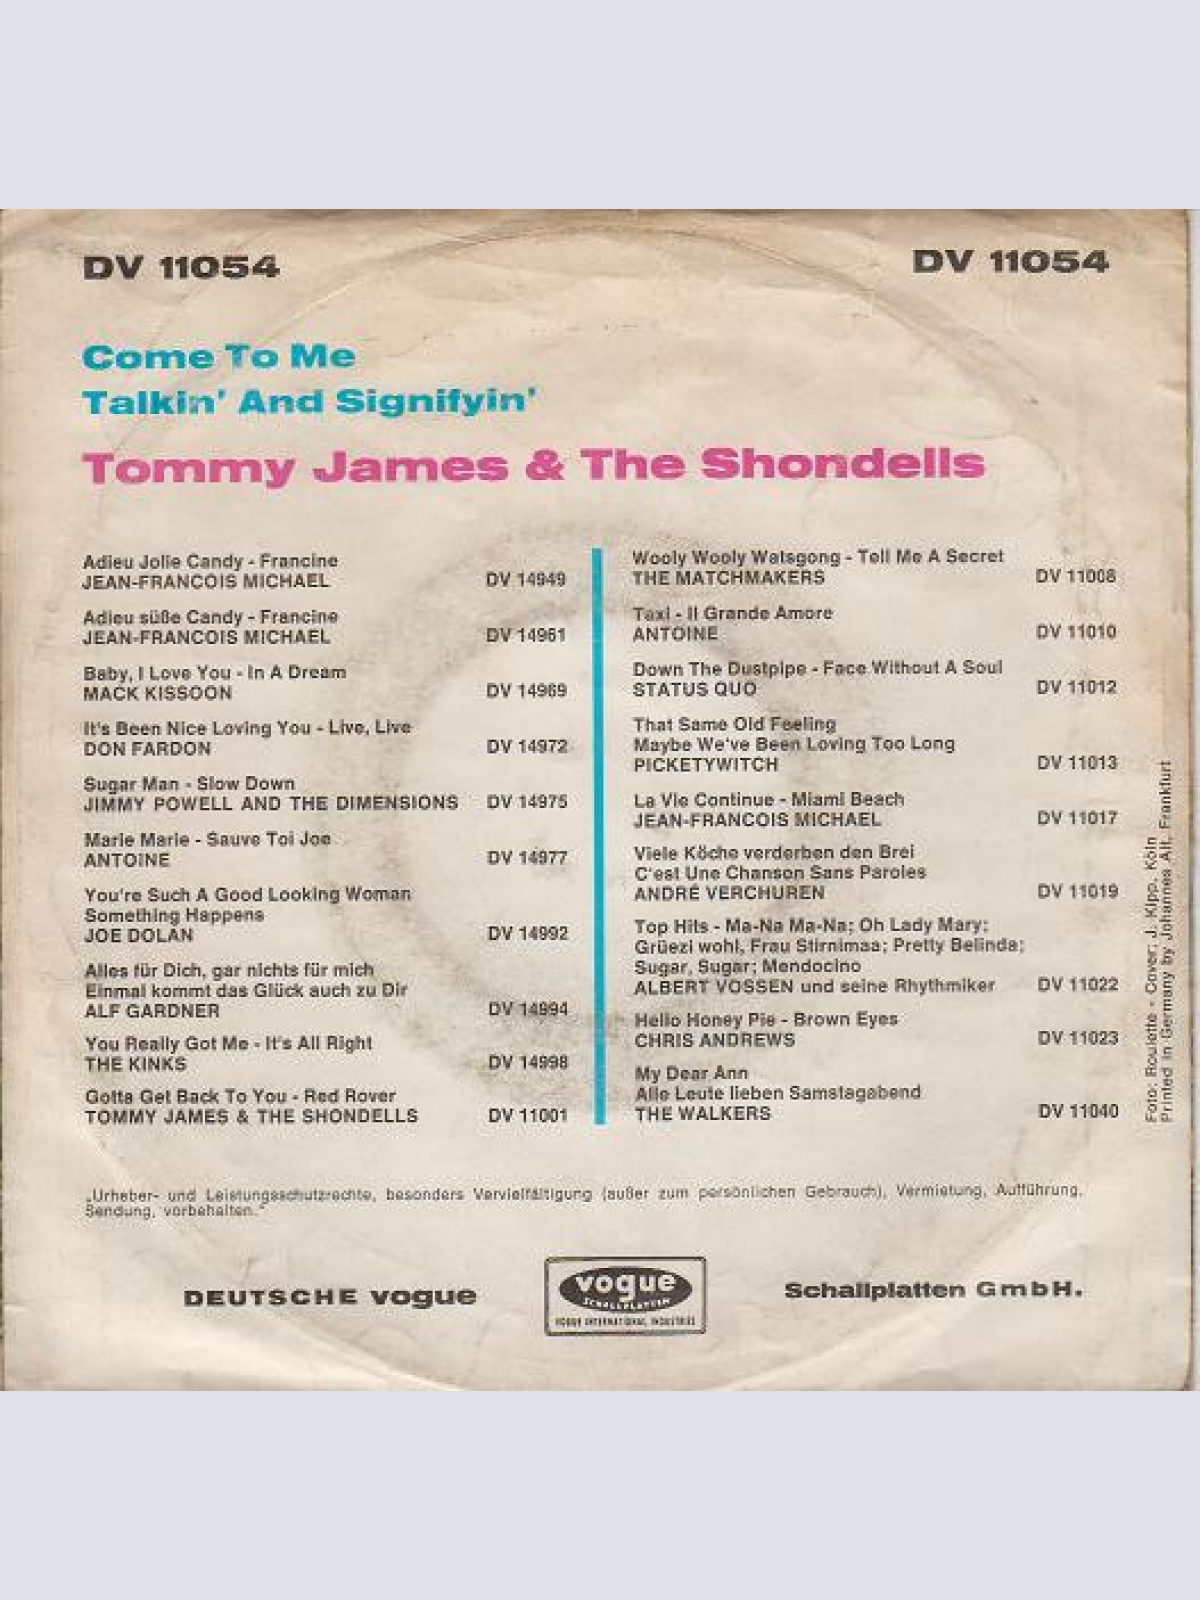 DV 11054
DV 11054
Come To Me
Talkin' And Signifyin'
Tommy James & The Shondells
Adieu Jolie Candy - Francine
JEAN-FRANCOIS MICHAEL DV 14949
Adieu süße Candy - Francine
JEAN-FRANCOIS MICHAEL DV 14961
Baby, I Love You - In A Dream
MACK KISSOON DV 14969
It's Been Nice Loving You - Live, Live
DON FARDON DV 14972
Sugar Man - Slow Down
JIMMY POWELL AND THE DIMENSIONS DV 14975
Marie Marie - Sauve Toi Joe
ANTOINE DV 14977
You're Such A Good Looking Woman
Something Happens
JOE DOLAN DV 14992
Alles für Dich, gar nichts für mich
Einmal kommt das Glück auch zu Dir
ALF GARDNER DV 14994
You Really Got Me - It's All Right
THE KINKS DV 14998
Gotta Get Back To You - Red Rover
TOMMY JAMES & THE SHONDELLS DV 11001
Wooly Wooly Watsgong - Tell Me A Secret
THE MATCHMAKERS DV 11008
Taxi - Il Grande Amore
ANTOINE DV 11010
Down The Dustpipe - Face Without A Soul
STATUS QUO DV 11012
That Same Old Feeling
Maybe We've Been Loving Too Long
PICKETYWITCH DV 11013
La Vie Continue - Miami Beach
JEAN-FRANCOIS MICHAEL DV 11017
Viele Köche verderben den Brei
C'est Une Chanson Sans Paroles
ANDRÉ VERCHUREN DV 11019
Top Hits - Ma-Na Ma-Na; Oh Lady Mary;
Grüezi wohl, Frau Stirnimaa; Pretty Belinda;
Sugar, Sugar; Mendocino
ALBERT VOSSEN und seine Rhythmiker DV 11022
Hello Honey Pie - Brown Eyes
CHRIS ANDREWS DV 11023
My Dear Ann
Alle Leute lieben Samstagabend
THE WALKERS DV 11040
Foto: Roulette - Cover: J. Kipp, Köln
Printed in Germany by Johannes Alt, Frankfurt
„Urheber- und Leistungsschutzrechte, besonders Vervielfältigung (außer zum persönlichen Gebrauch), Vermietung, Aufführung,
Sendung, vorbehalten."
DEUTSCHE vogue
vogue
SCHALLPLATTEN
VOGUE INTERNATIONAL INDUSTRIES
Schallplatten GmbH.